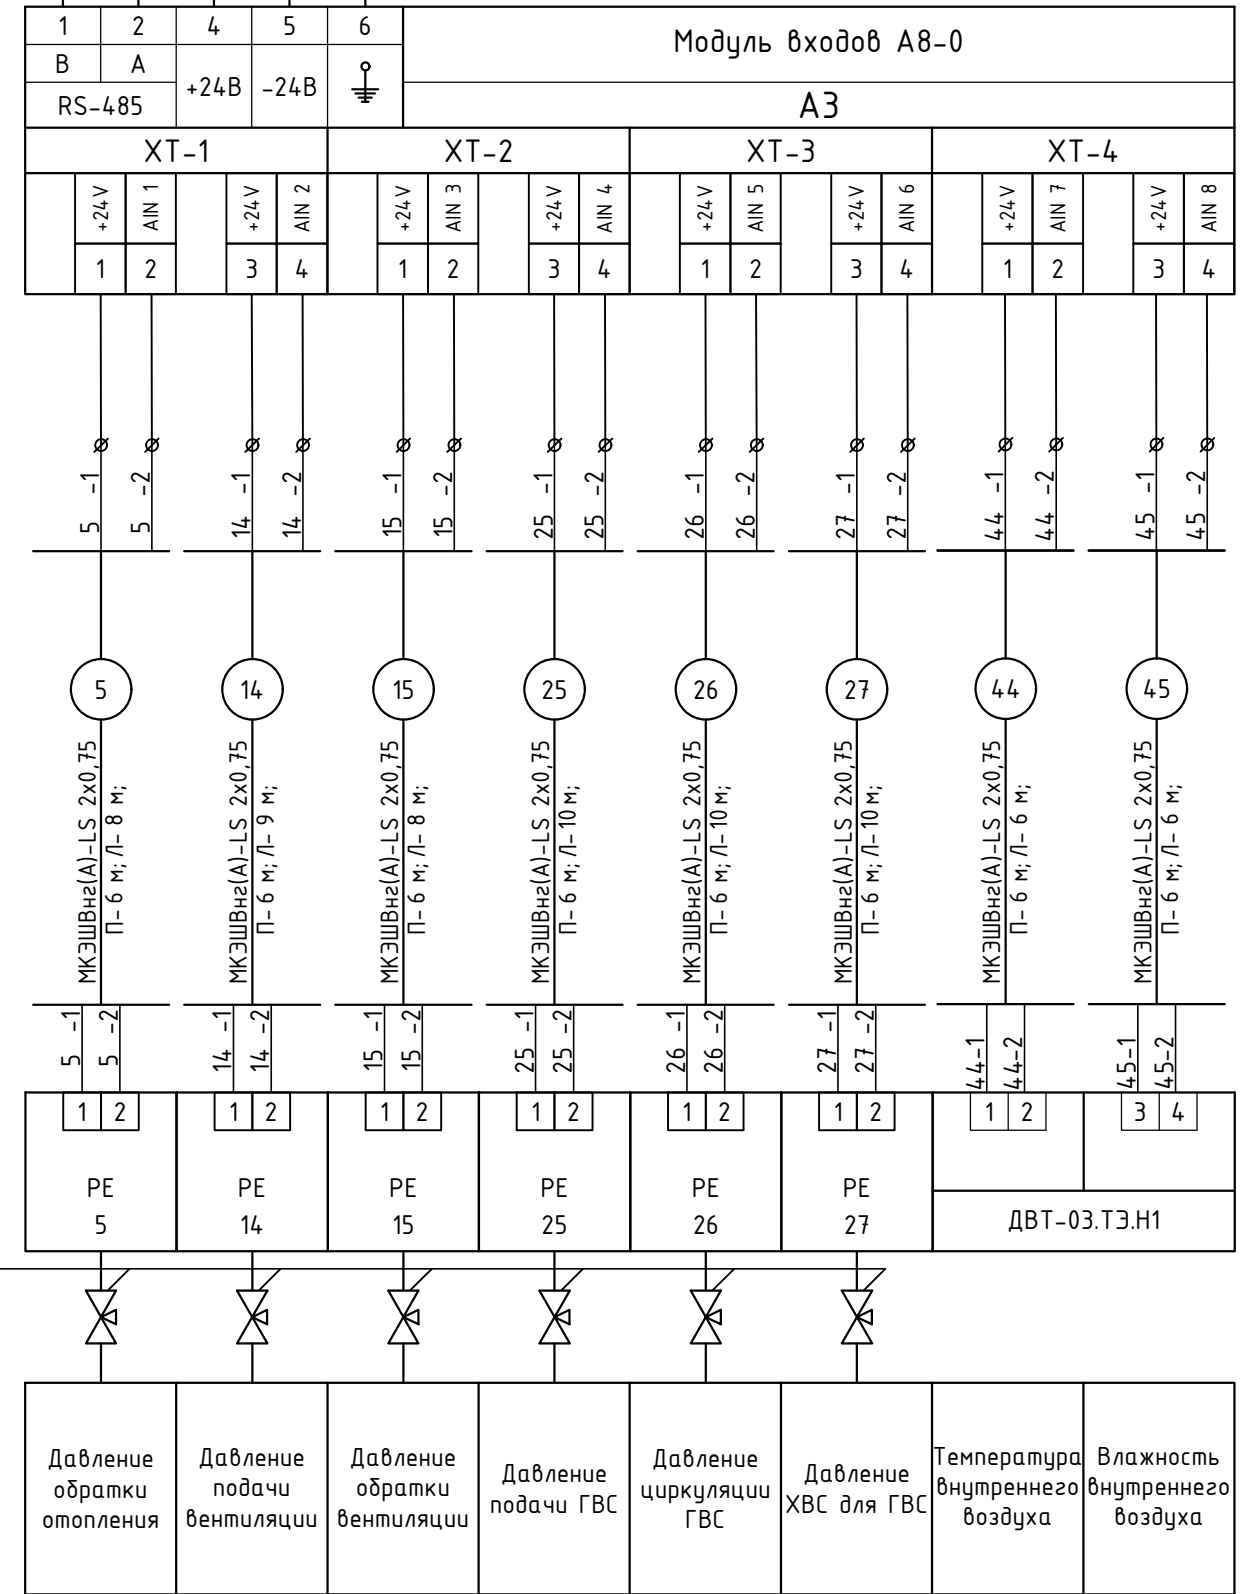 1 2 4 5 6
Модуль входов А8-0
B A
+24В -24В
RS-485
А3
XT-1 XT-2 XT-3 XT-4
+24V AIN 1 +24V AIN 2 +24V AIN 3 +24V AIN 4 +24V AIN 5 +24V AIN 6 +24V AIN 7 +24V AIN 8
1 2 3 4 1 2 3 4 1 2 3 4 1 2 3 4
5 -1 5 -2 14 -1 14 -2 15 -1 15 -2 25 -1 25 -2 26 -1 26 -2 27 -1 27 -2 44 -1 44 -2 45 -1 45 -2
5 14 15 25 26 27 44 45
МКЭШВнг(А)-LS 2х0,75
П- 6 м; Л- 8 м;
МКЭШВнг(А)-LS 2х0,75
П- 6 м; Л- 9 м;
МКЭШВнг(А)-LS 2х0,75
П- 6 м; Л- 8 м;
МКЭШВнг(А)-LS 2х0,75
П- 6 м; Л- 10 м;
МКЭШВнг(А)-LS 2х0,75
П- 6 м; Л- 10 м;
МКЭШВнг(А)-LS 2х0,75
П- 6 м; Л- 10 м;
МКЭШВнг(А)-LS 2х0,75
П- 6 м; Л- 6 м;
МКЭШВнг(А)-LS 2х0,75
П- 6 м; Л- 6 м;
5 -1 5 -2 14 -1 14 -2 15 -1 15 -2 25 -1 25 -2 26 -1 26 -2 27 -1 27 -2 44-1 44-2 45-1 45-2
1 2 1 2 1 2 1 2 1 2 1 2 1 2 3 4
PE PE PE PE PE PE
5 14 15 25 26 27
ДВТ-03.ТЭ.Н1
Давление
обратки
отопления
Давление
подачи
вентиляции
Давление
обратки
вентиляции
Давление
подачи ГВС
Давление
циркуляции
ГВС
Давление
ХВС для ГВС
Температура
внутреннего
воздуха
Влажность
внутреннего
воздуха